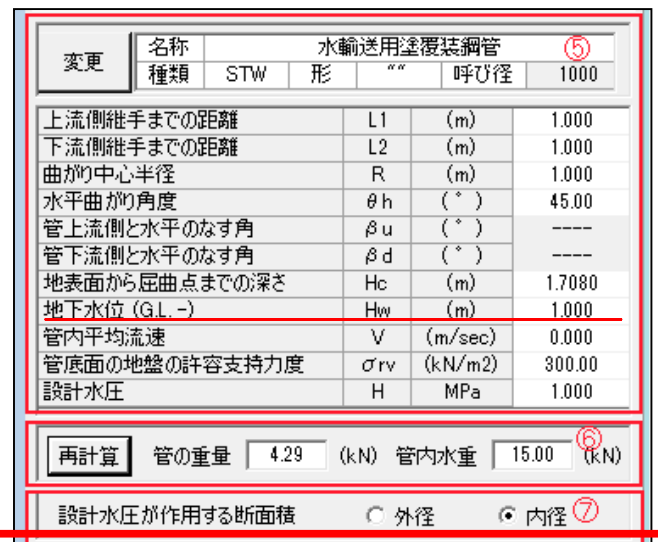 変更 名称 水輸送用塗覆装鋼管 ⑤
種類 STW 形 "" 呼び径 1000
上流側継手までの距離 L1 (m) 1.000
下流側継手までの距離 L2 (m) 1.000
曲がり中心半径 R (m) 1.000
水平曲がり角度 θh (°) 45.00
管上流側と水平のなす角 βu (°) ----
管下流側と水平のなす角 βd (°) ----
地表面から屈曲点までの深さ Hc (m) 1.7080
地下水位 (G.L. -) Hw (m) 1.000
管内平均流速 V (m/sec) 0.000
管底面の地盤の許容支持力度 σrv (kN/m2) 300.00
設計水圧 H MPa 1.000
再計算 管の重量 4.29 (kN) 管内水重 15.00 (kN) ⑥
設計水圧が作用する断面積 外径 内径 ⑦